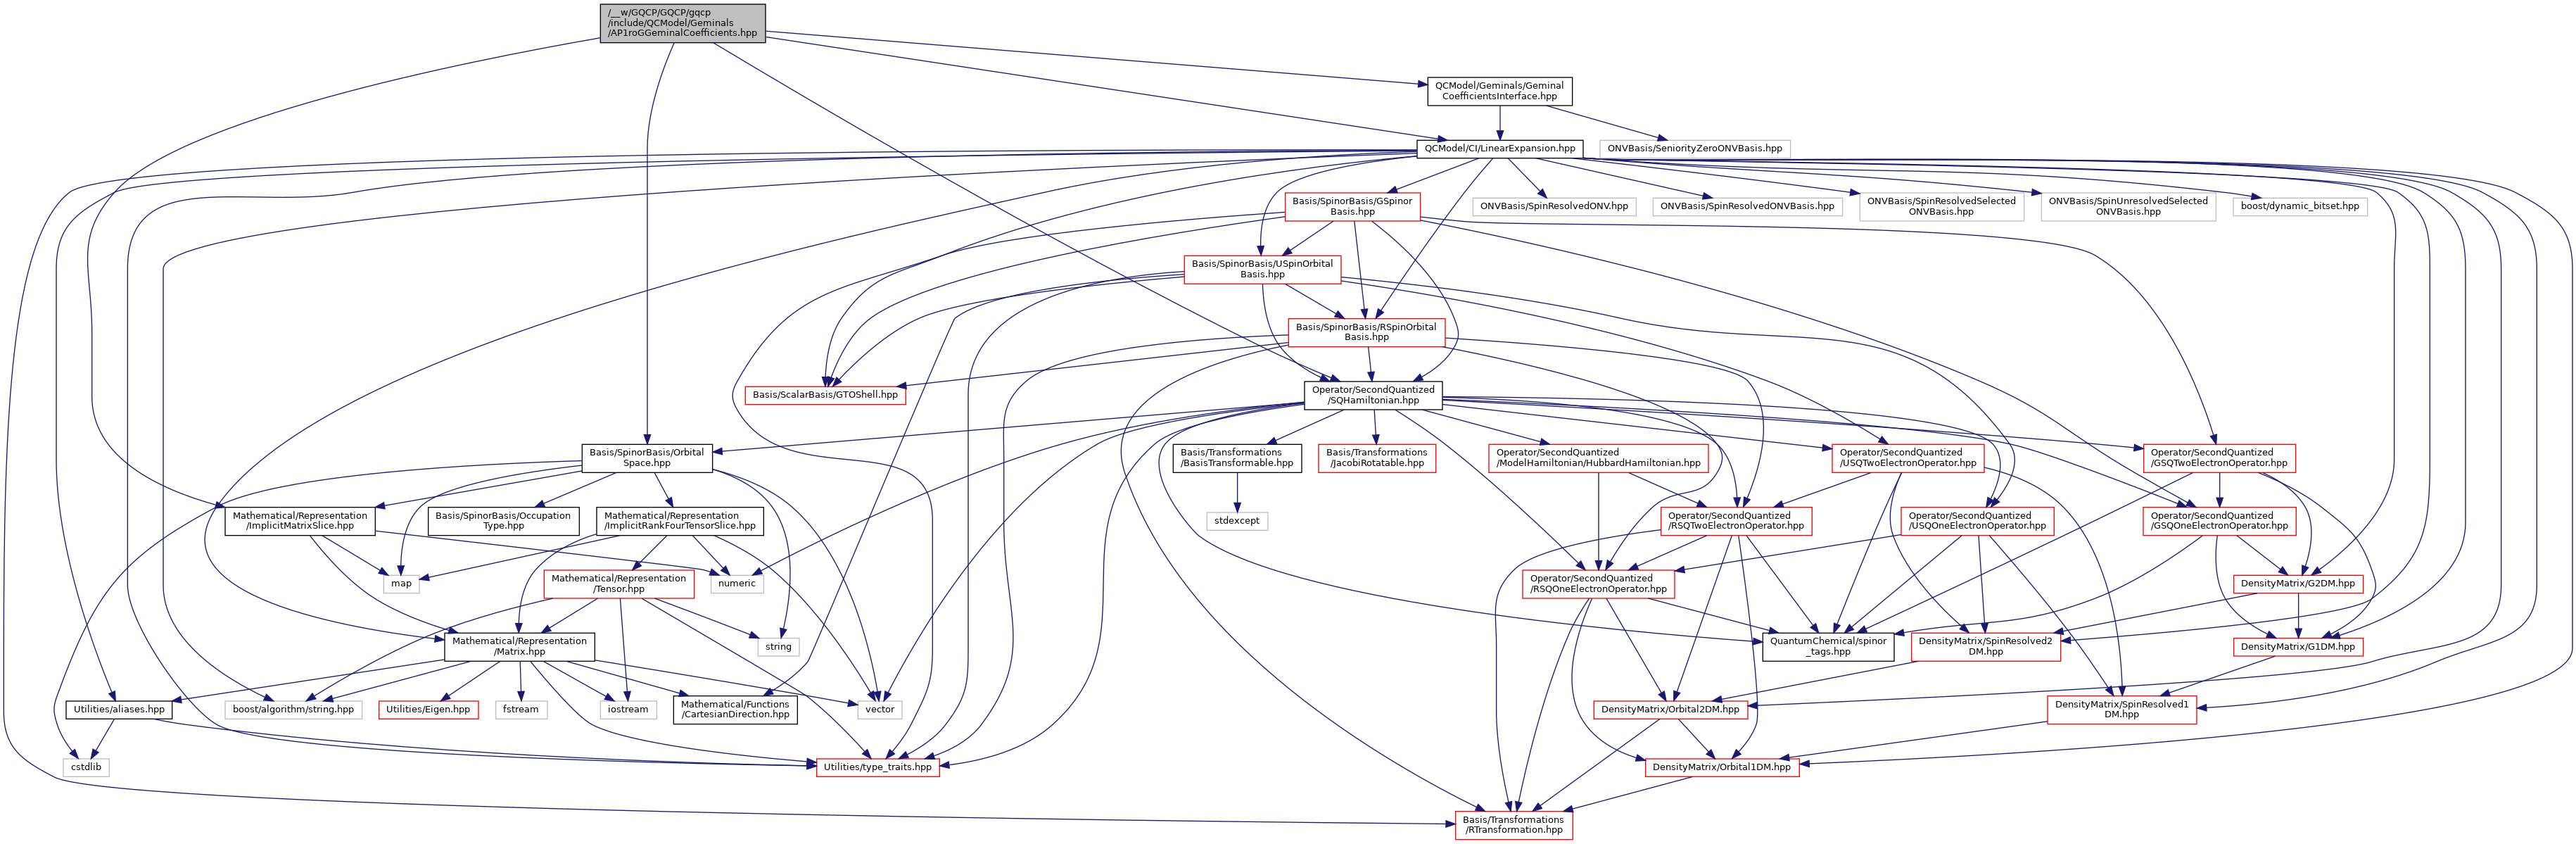 /__w/GQCP/GQCP/gqcp
/include/QCModel/Geminals
/AP1roGGeminalCoefficients.hpp
QCModel/Geminals/Geminal
CoefficientsInterface.hpp
QCModel/CI/LinearExpansion.hpp
ONVBasis/SeniorityZeroONVBasis.hpp
Basis/SpinorBasis/GSpinor
Basis.hpp
ONVBasis/SpinResolvedONV.hpp
ONVBasis/SpinResolvedONVBasis.hpp
ONVBasis/SpinResolvedSelected
ONVBasis.hpp
ONVBasis/SpinUnresolvedSelected
ONVBasis.hpp
boost/dynamic_bitset.hpp
Basis/SpinorBasis/USpinOrbital
Basis.hpp
Basis/SpinorBasis/RSpinOrbital
Basis.hpp
Basis/ScalarBasis/GTOShell.hpp
Operator/SecondQuantized
/SQHamiltonian.hpp
Basis/SpinorBasis/Orbital
Space.hpp
Basis/Transformations
/BasisTransformable.hpp
Basis/Transformations
/JacobiRotatable.hpp
Operator/SecondQuantized
/ModelHamiltonian/HubbardHamiltonian.hpp
Operator/SecondQuantized
/USQTwoElectronOperator.hpp
Operator/SecondQuantized
/GSQTwoElectronOperator.hpp
Mathematical/Representation
/ImplicitMatrixSlice.hpp
Basis/SpinorBasis/Occupation
Type.hpp
Mathematical/Representation
/ImplicitRankFourTensorSlice.hpp
stdexcept
Operator/SecondQuantized
/RSQTwoElectronOperator.hpp
Operator/SecondQuantized
/USQOneElectronOperator.hpp
Operator/SecondQuantized
/GSQOneElectronOperator.hpp
map
Mathematical/Representation
/Tensor.hpp
numeric
Operator/SecondQuantized
/RSQOneElectronOperator.hpp
DensityMatrix/G2DM.hpp
Mathematical/Representation
/Matrix.hpp
string
QuantumChemical/spinor
_tags.hpp
DensityMatrix/SpinResolved2
DM.hpp
DensityMatrix/G1DM.hpp
Utilities/aliases.hpp
boost/algorithm/string.hpp
Utilities/Eigen.hpp
fstream
iostream
Mathematical/Functions
/CartesianDirection.hpp
vector
DensityMatrix/Orbital2DM.hpp
DensityMatrix/SpinResolved1
DM.hpp
cstdlib
Utilities/type_traits.hpp
DensityMatrix/Orbital1DM.hpp
Basis/Transformations
/RTransformation.hpp